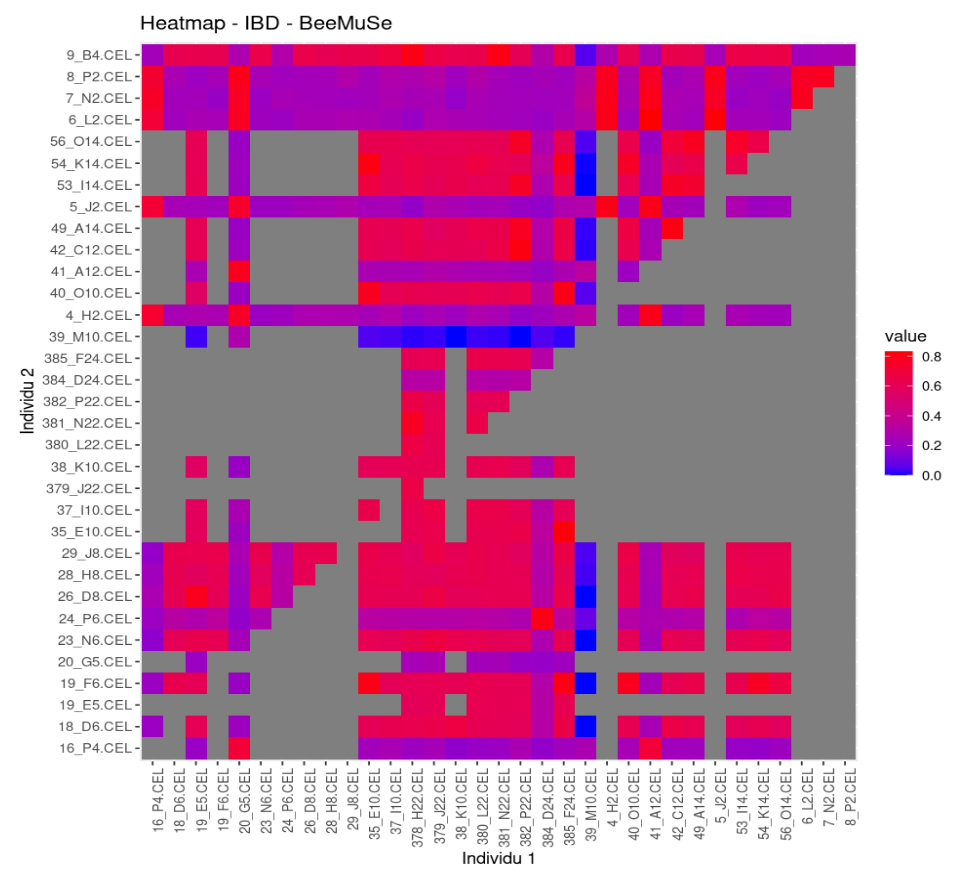 Heatmap - IBD - BeeMuSe
9_B4.CEL
8_P2.CEL
7_N2.CEL
6_L2.CEL
56_O14.CEL
54_K14.CEL
53_I14.CEL
5_J2.CEL
49_A14.CEL
42_C12.CEL
41_A12.CEL
40_O10.CEL
4_H2.CEL
39_M10.CEL
385_F24.CEL
384_D24.CEL
382_P22.CEL
381_N22.CEL
380_L22.CEL
38_K10.CEL
379_J22.CEL
37_I10.CEL
35_E10.CEL
29_J8.CEL
28_H8.CEL
26_D8.CEL
24_P6.CEL
23_N6.CEL
20_G5.CEL
19_F6.CEL
19_E5.CEL
18_D6.CEL
16_P4.CEL
Individu 2
16_P4.CEL
18_D6.CEL
19_E5.CEL
19_F6.CEL
20_G5.CEL
23_N6.CEL
24_P6.CEL
26_D8.CEL
28_H8.CEL
29_J8.CEL
35_E10.CEL
37_I10.CEL
378_H22.CEL
379_J22.CEL
38_K10.CEL
380_L22.CEL
381_N22.CEL
382_P22.CEL
384_D24.CEL
385_F24.CEL
39_M10.CEL
4_H2.CEL
40_O10.CEL
41_A12.CEL
42_C12.CEL
49_A14.CEL
5_J2.CEL
53_I14.CEL
54_K14.CEL
56_O14.CEL
6_L2.CEL
7_N2.CEL
8_P2.CEL
Individu 1
value
0.8
0.6
0.4
0.2
0.0